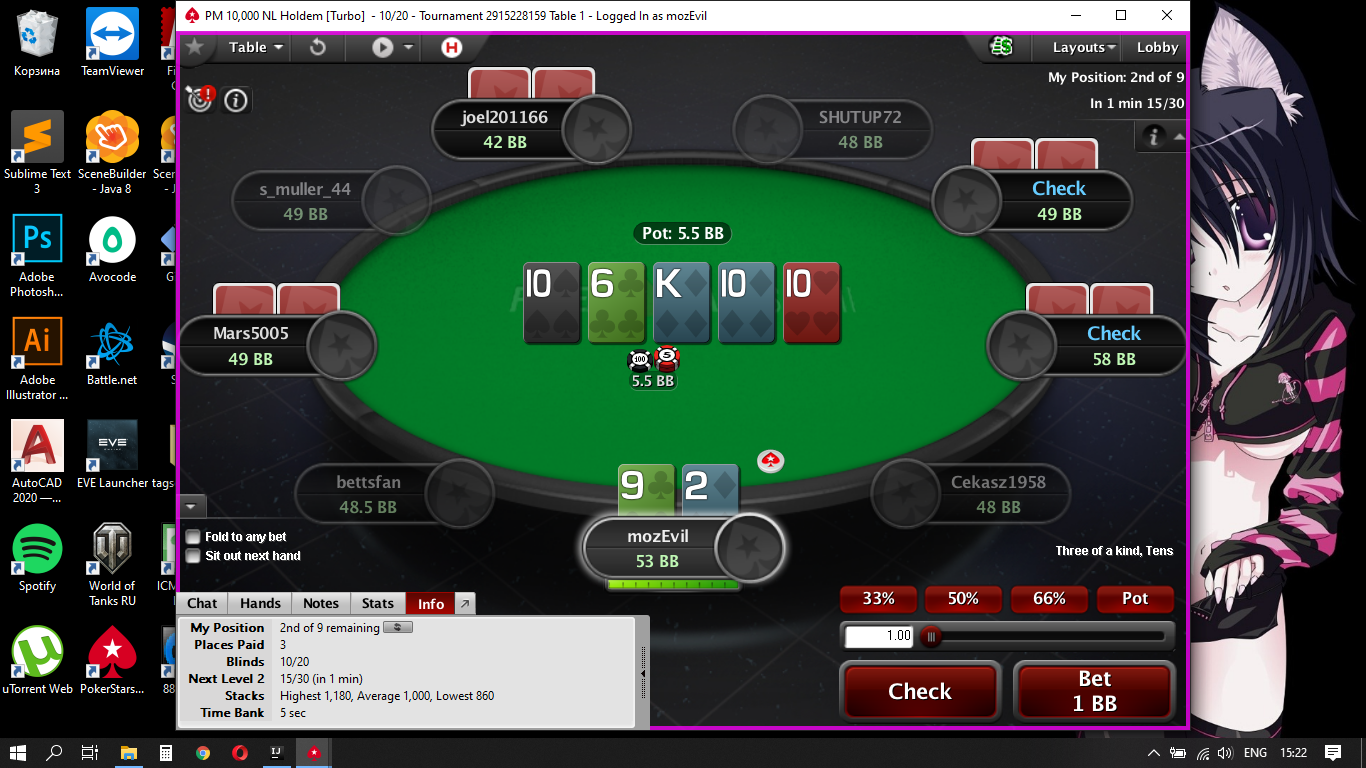 PM 10,000 NL Holdem [Turbo] - 10/20 - Tournament 2915228159 Table 1 - Logged In as mozEvil
Table
H
Layouts
Lobby
My Position: 2nd of 9
In 1 min 15/30
joel201166
42 BB
SHUTUP72
48 BB
s_muller_44
49 BB
Check
49 BB
Pot: 5.5 BB
10
6
K
10
10
Mars5005
49 BB
Check
58 BB
100
5
5.5 BB
bettsfan
48.5 BB
9
2
Cekasz1958
48 BB
mozEvil
53 BB
Fold to any bet
Sit out next hand
Three of a kind, Tens
33%
50%
66%
Pot
1.00
Check
Bet
1 BB
Chat
Hands
Notes
Stats
Info
My Position 2nd of 9 remaining
Places Paid 3
Blinds 10/20
Next Level 2 15/30 (in 1 min)
Stacks Highest 1,180, Average 1,000, Lowest 860
Time Bank 5 sec
Корзина
TeamViewer
Sublime Text
3
SceneBuilder
- Java 8
Ps
Adobe
Photosh...
Avocode
Ai
Adobe
Illustrator ...
Battle.net
AutoCAD
2020 —...
EVE
EVE Launcher
tags
Spotify
World of
Tanks RU
ICM
uTorrent Web
PokerStars...
88
IJ
ENG
15:22